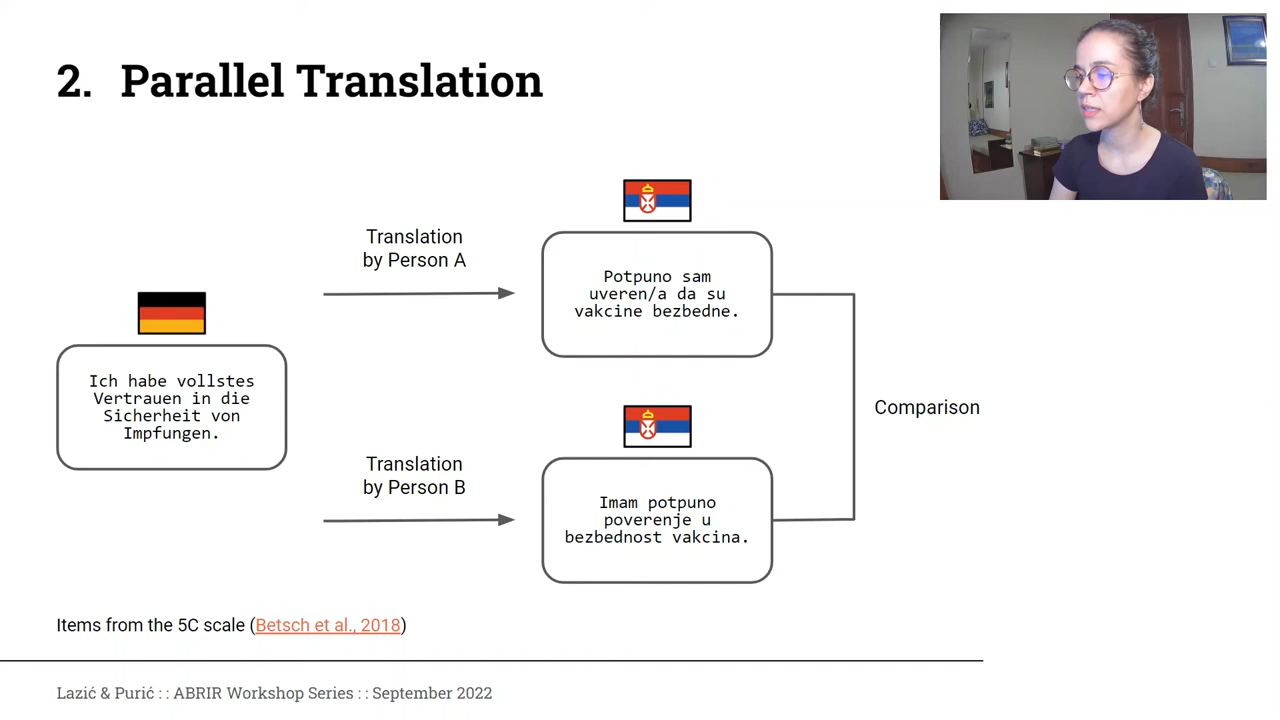 2. Parallel Translation
Translation
by Person A
Potpuno sam
uveren/a da su
vakcine bezbedne.
Ich habe vollstes
Vertrauen in die
Sicherheit von
Impfungen.
Comparison
Translation
by Person B
Imam potpuno
poverenje u
bezbednost vakcina.
Items from the 5C scale (Betsch et al., 2018)
Lazić & Purić : : ABRIR Workshop Series : : September 2022